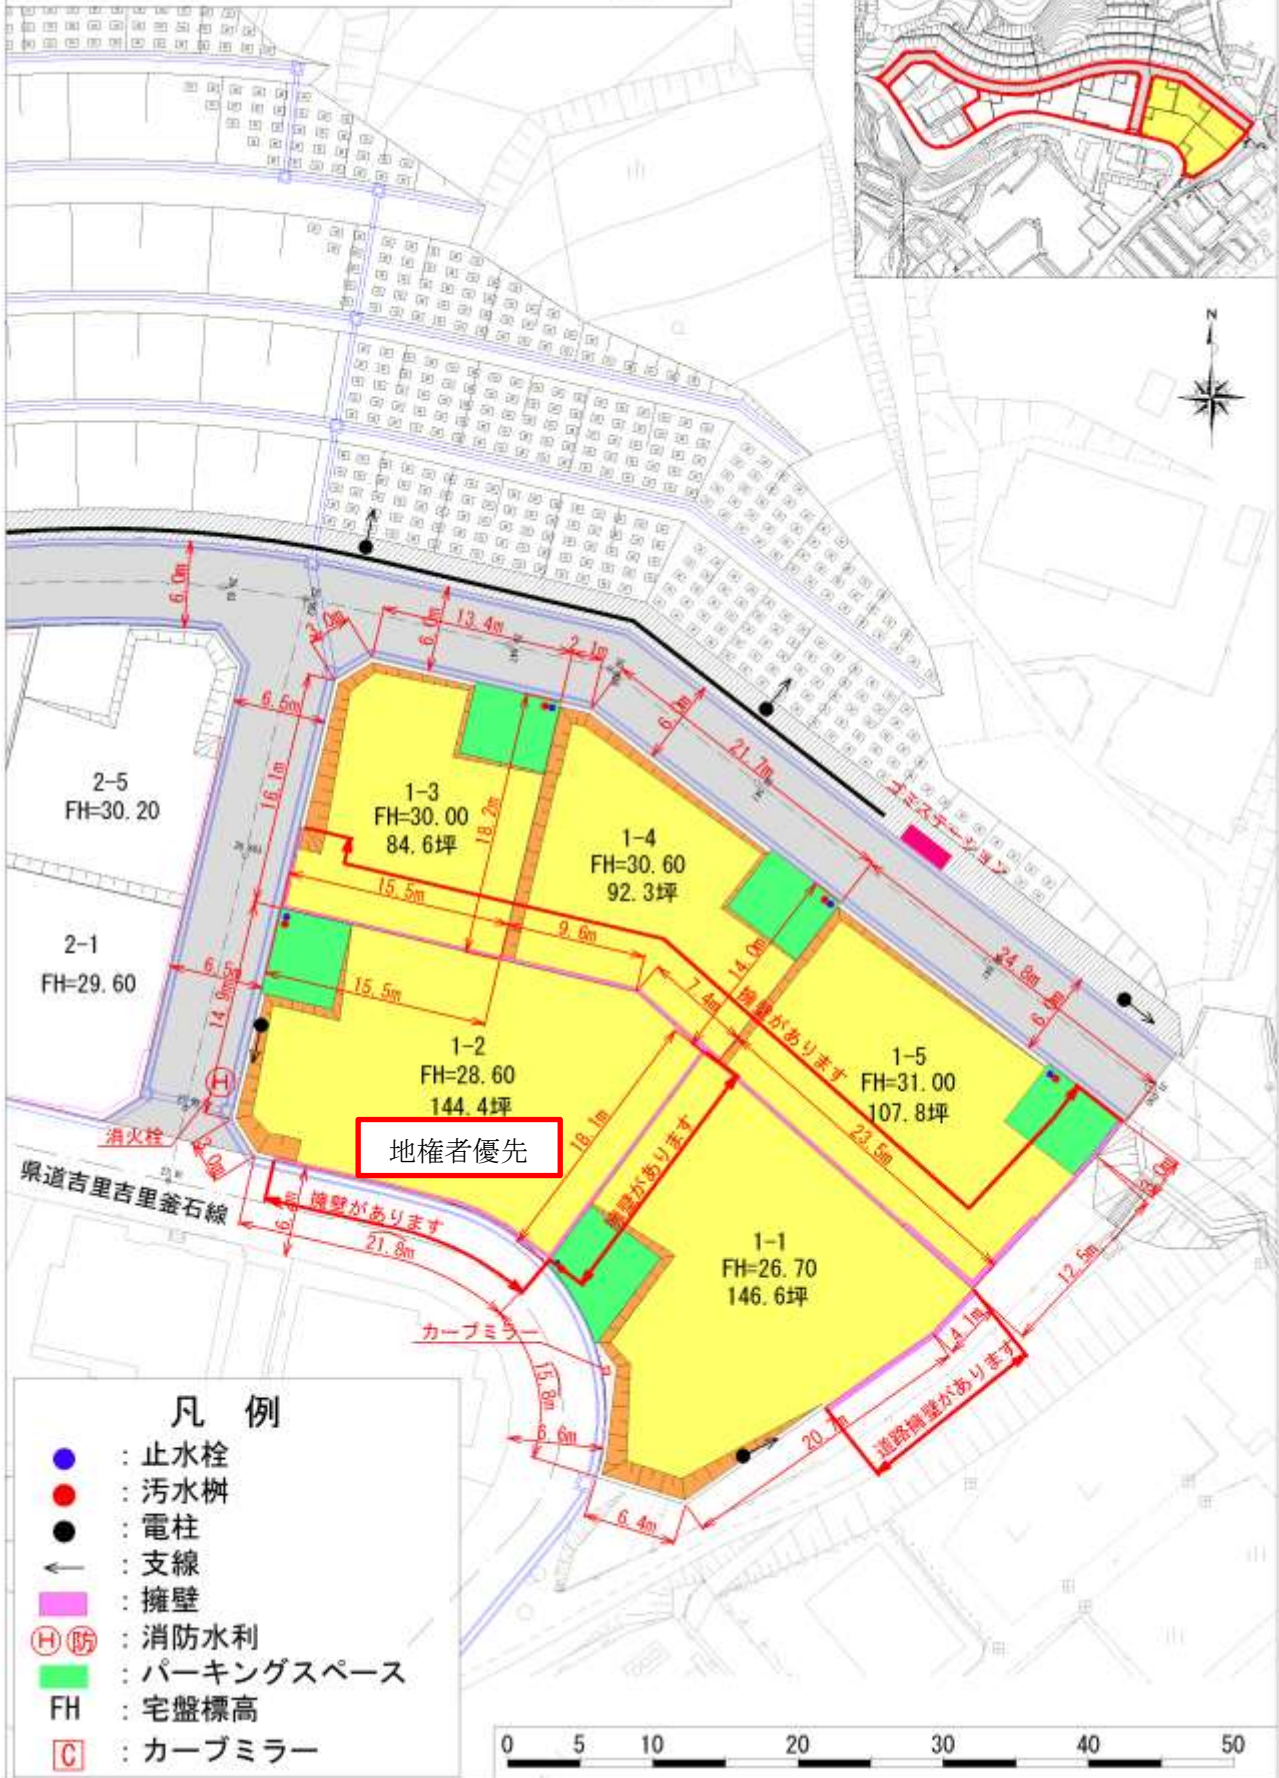 N
6.0m
3.0m
13.4m
6.0m
2.1m
6.5m
16.1m
6.0m
21.7m
2-5
FH=30.20
1-3
FH=30.00
84.6坪
18.2m
1-4
FH=30.60
92.3坪
ゴミステーション
15.5m
9.6m
14.0m
24.8m
2-1
FH=29.60
6.5m
14.9m
15.5m
7.4m
擁壁があります
1-2
FH=28.60
144.4坪
1-5
FH=31.00
107.8坪
地権者優先
18.1m
擁壁があります
23.5m
H
消火栓
県道吉里吉里釜石線
擁壁があります
21.8m
1-1
FH=26.70
146.6坪
12.5m
カーブミラー
4.1m
15.8m
道路擁壁があります
6.6m
6.4m
凡 例
：止水栓
：汚水桝
：電柱
：支線
：擁壁
H 防 ：消防水利
：パーキングスペース
FH ：宅盤標高
C ：カーブミラー
0 5 10 20 30 40 50